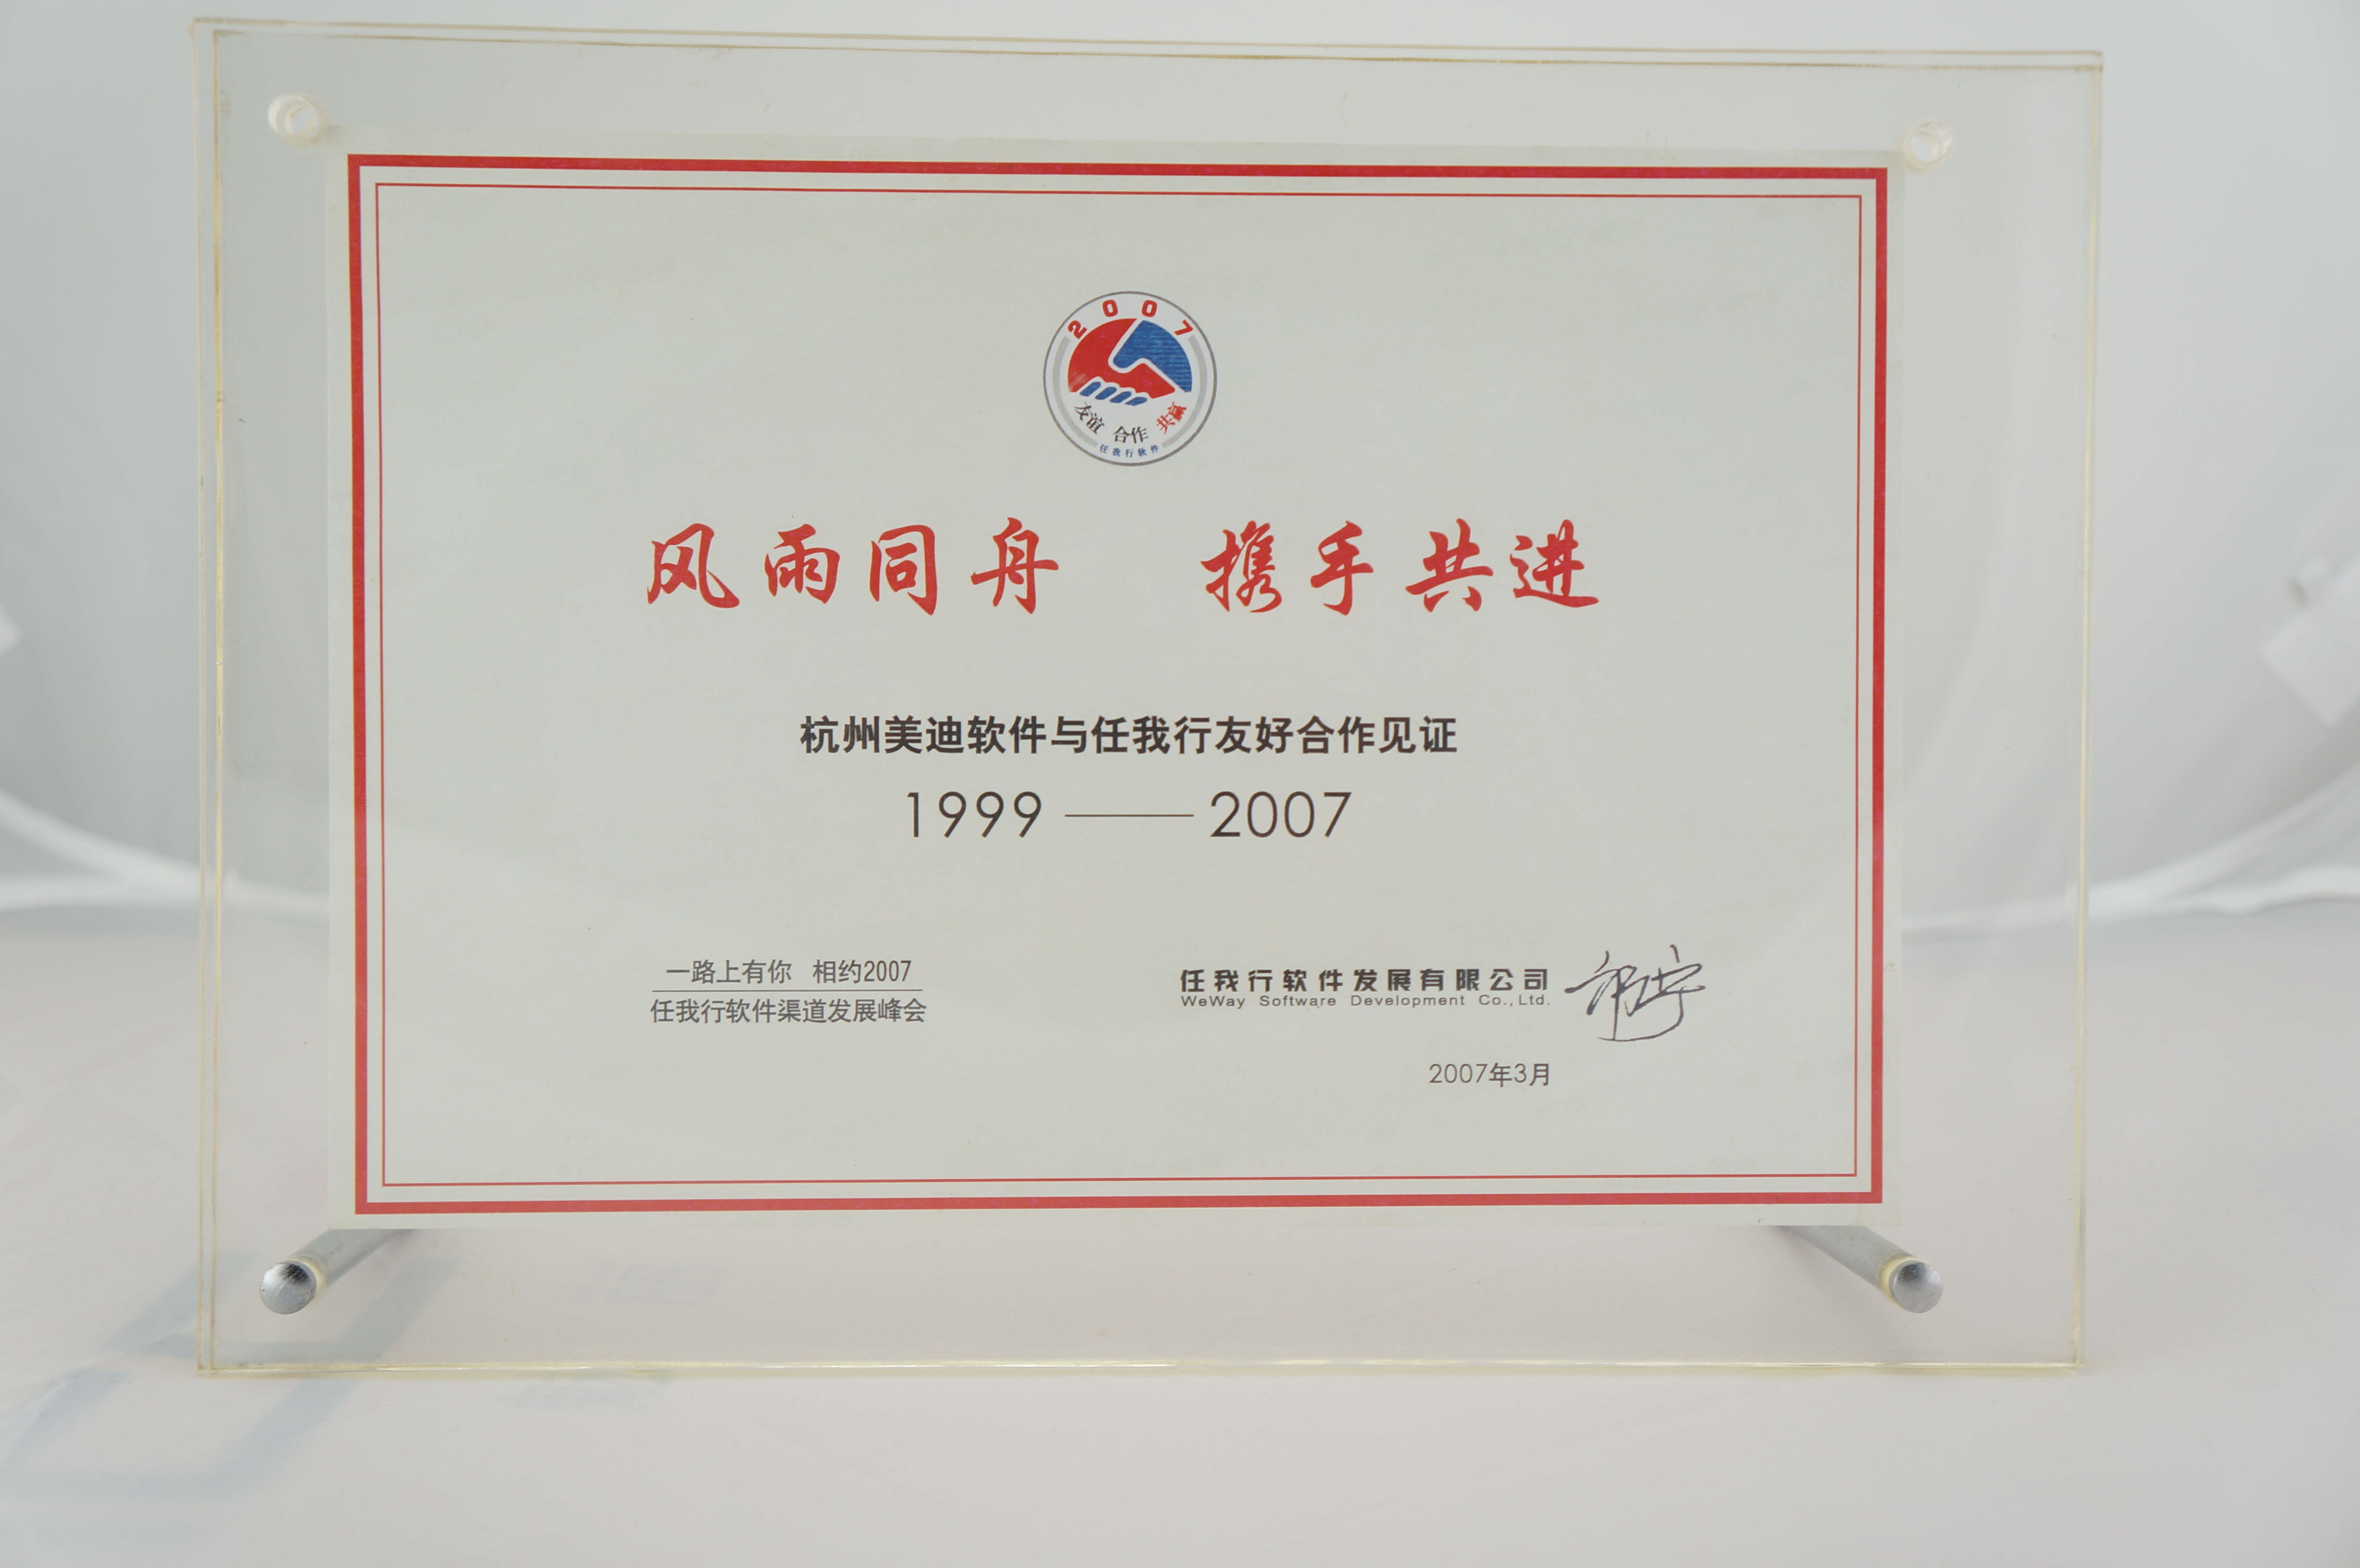 2007
友谊 合作 共赢
任我行软件
风雨同舟 携手共进
杭州美迪软件与任我行友好合作见证
1999——2007
一路上有你 相约2007
任我行软件渠道发展峰会
任我行软件发展有限公司
WeWay Software Development Co.,Ltd.
2007年3月